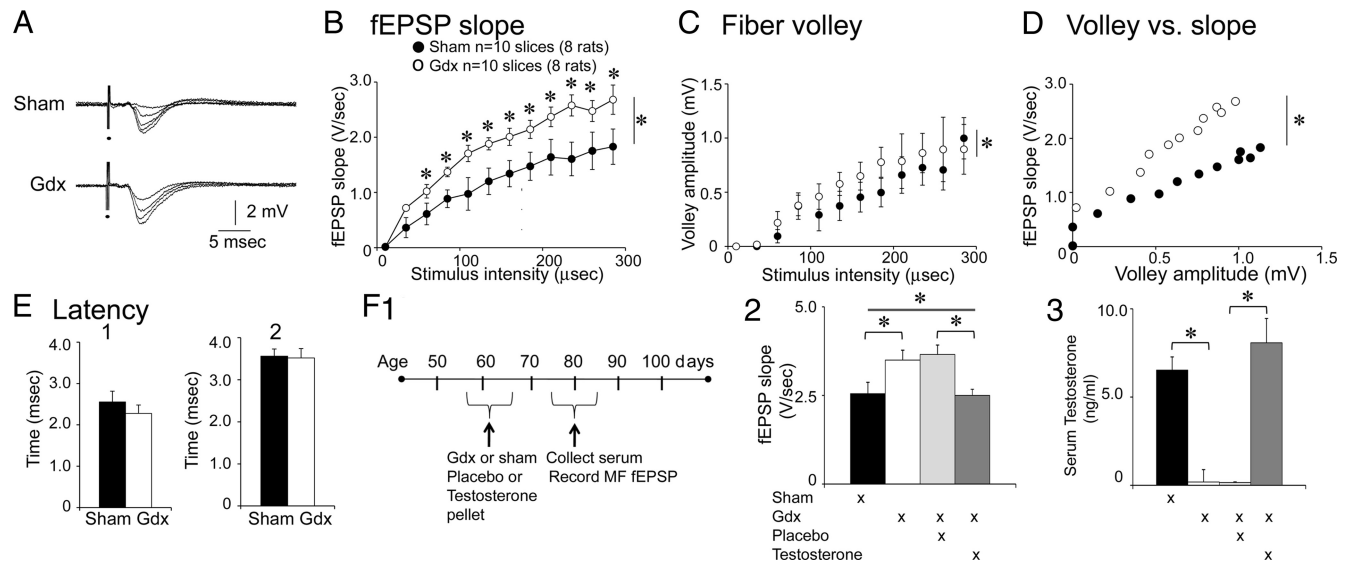 A
Sham
Gdx
2 mV
5 msec
B fEPSP slope
Sham n=10 slices (8 rats)
Gdx n=10 slices (8 rats)
fEPSP slope (V/sec)
3.0
2.0
1.0
0
* * * * * * * * * *
*
0 100 200 300
Stimulus intensity (μsec)
C Fiber volley
Volley amplitude (mV)
1.5
1.0
0.5
0
*
0 100 200 300
Stimulus intensity (μsec)
D Volley vs. slope
fEPSP slope (V/sec)
3.0
2.0
1.0
0
*
0 0.5 1.0 1.5
Volley amplitude (mV)
E Latency
1
Time (msec)
4.0
3.0
2.0
1.0
0
Sham Gdx
2
Time (msec)
4.0
3.0
2.0
1.0
0
Sham Gdx
F1
Age 50 60 70 80 90 100 days
Gdx or sham
Placebo or
Testosterone
pellet
Collect serum
Record MF fEPSP
2
fEPSP slope
(V/sec)
5.0
2.5
0
*
* *
Sham x
Gdx x x x
Placebo x
Testosterone x
3
Serum Testosterone
(ng/ml)
10.0
5.0
0
* *
x
x x x
x
x